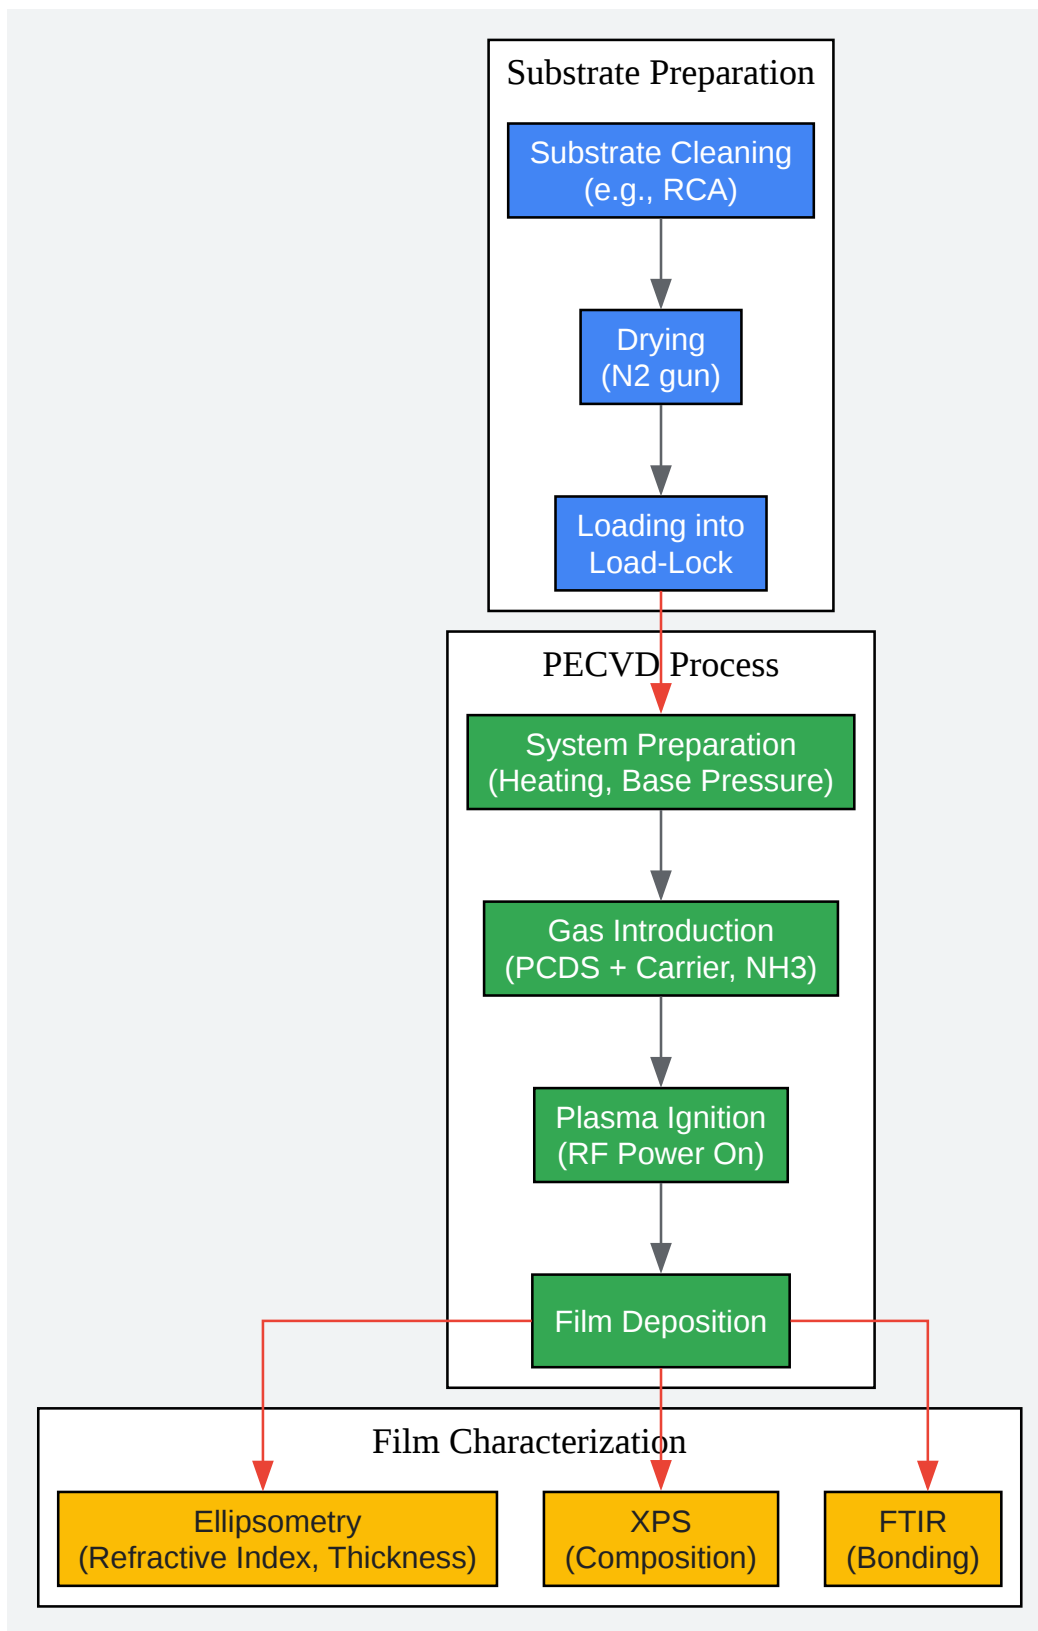 Substrate Preparation
Substrate Cleaning
(e.g., RCA)
Drying
(N2 gun)
Loading into
Load-Lock
PECVD Process
System Preparation
(Heating, Base Pressure)
Gas Introduction
(PCDS + Carrier, NH3)
Plasma Ignition
(RF Power On)
Film Deposition
Film Characterization
Ellipsometry
(Refractive Index, Thickness)
XPS
(Composition)
FTIR
(Bonding)